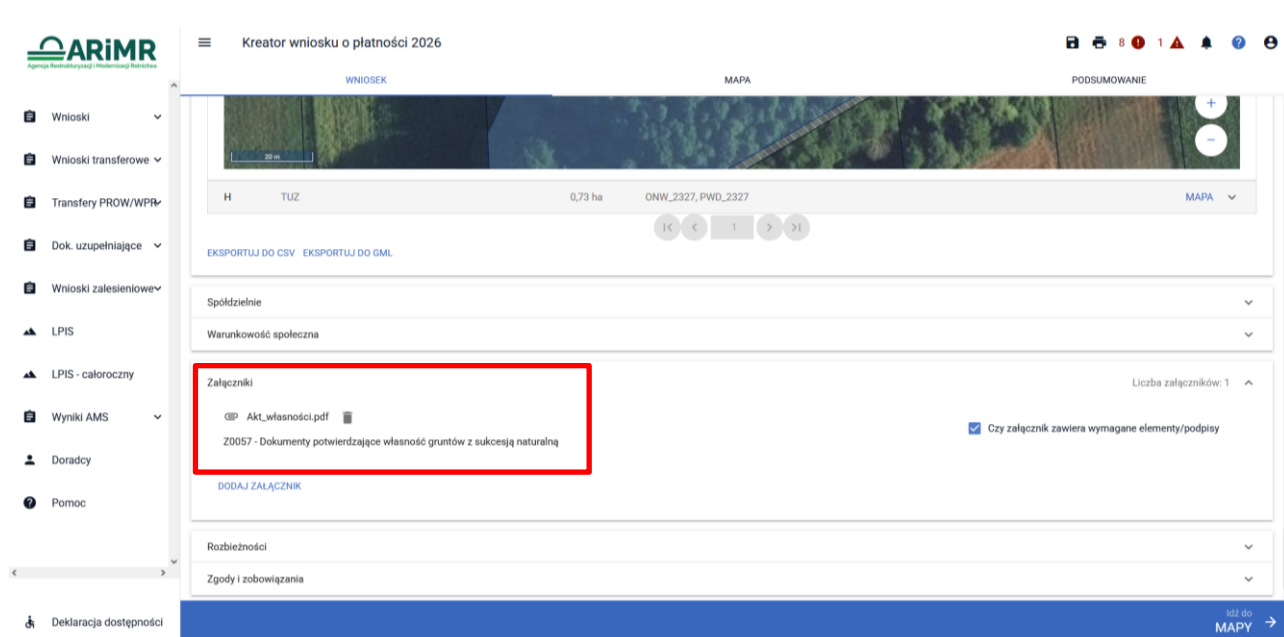 ARiMR
Agencja Restrukturyzacji i Modernizacji Rolnictwa
Kreator wniosku o płatności 2026
8 1
WNIOSEK MAPA PODSUMOWANIE
Wnioski
Wnioski transferowe
Transfery PROW/WPR
Dok. uzupełniające
Wnioski zalesieniowe
LPIS
LPIS - całoroczny
Wyniki AMS
Doradcy
Pomoc
Deklaracja dostępności
20 m
+
−
H TUZ 0,73 ha ONW_2327, PWD_2327 MAPA
1
EKSPORTUJ DO CSV EKSPORTUJ DO GML
Spółdzielnie
Warunkowość społeczna
Załączniki Liczba załączników: 1
Akt_własności.pdf
Z0057 - Dokumenty potwierdzające własność gruntów z sukcesją naturalną
Czy załącznik zawiera wymagane elementy/podpisy
DODAJ ZAŁĄCZNIK
Rozbieżności
Zgody i zobowiązania
Idź do
MAPY